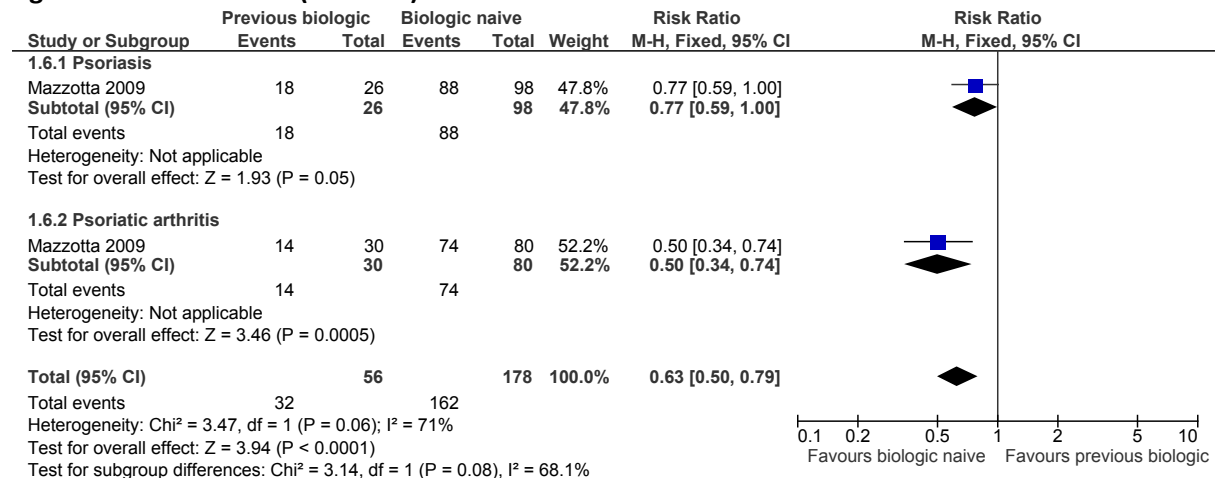 Previous biologic Biologic naive Risk Ratio Risk Ratio
Study or Subgroup Events Total Events Total Weight M-H, Fixed, 95% CI M-H, Fixed, 95% CI
1.6.1 Psoriasis
Mazzotta 2009 18 26 88 98 47.8% 0.77 [0.59, 1.00]
Subtotal (95% CI) 26 98 47.8% 0.77 [0.59, 1.00]
Total events 18 88
Heterogeneity: Not applicable
Test for overall effect: Z = 1.93 (P = 0.05)
1.6.2 Psoriatic arthritis
Mazzotta 2009 14 30 74 80 52.2% 0.50 [0.34, 0.74]
Subtotal (95% CI) 30 80 52.2% 0.50 [0.34, 0.74]
Total events 14 74
Heterogeneity: Not applicable
Test for overall effect: Z = 3.46 (P = 0.0005)
Total (95% CI) 56 178 100.0% 0.63 [0.50, 0.79]
Total events 32 162
Heterogeneity: Chi² = 3.47, df = 1 (P = 0.06); I² = 71%
Test for overall effect: Z = 3.94 (P < 0.0001)
Test for subgroup differences: Chi² = 3.14, df = 1 (P = 0.08), I² = 68.1%
0.1 0.2 0.5 1 2 5 10
Favours biologic naive Favours previous biologic